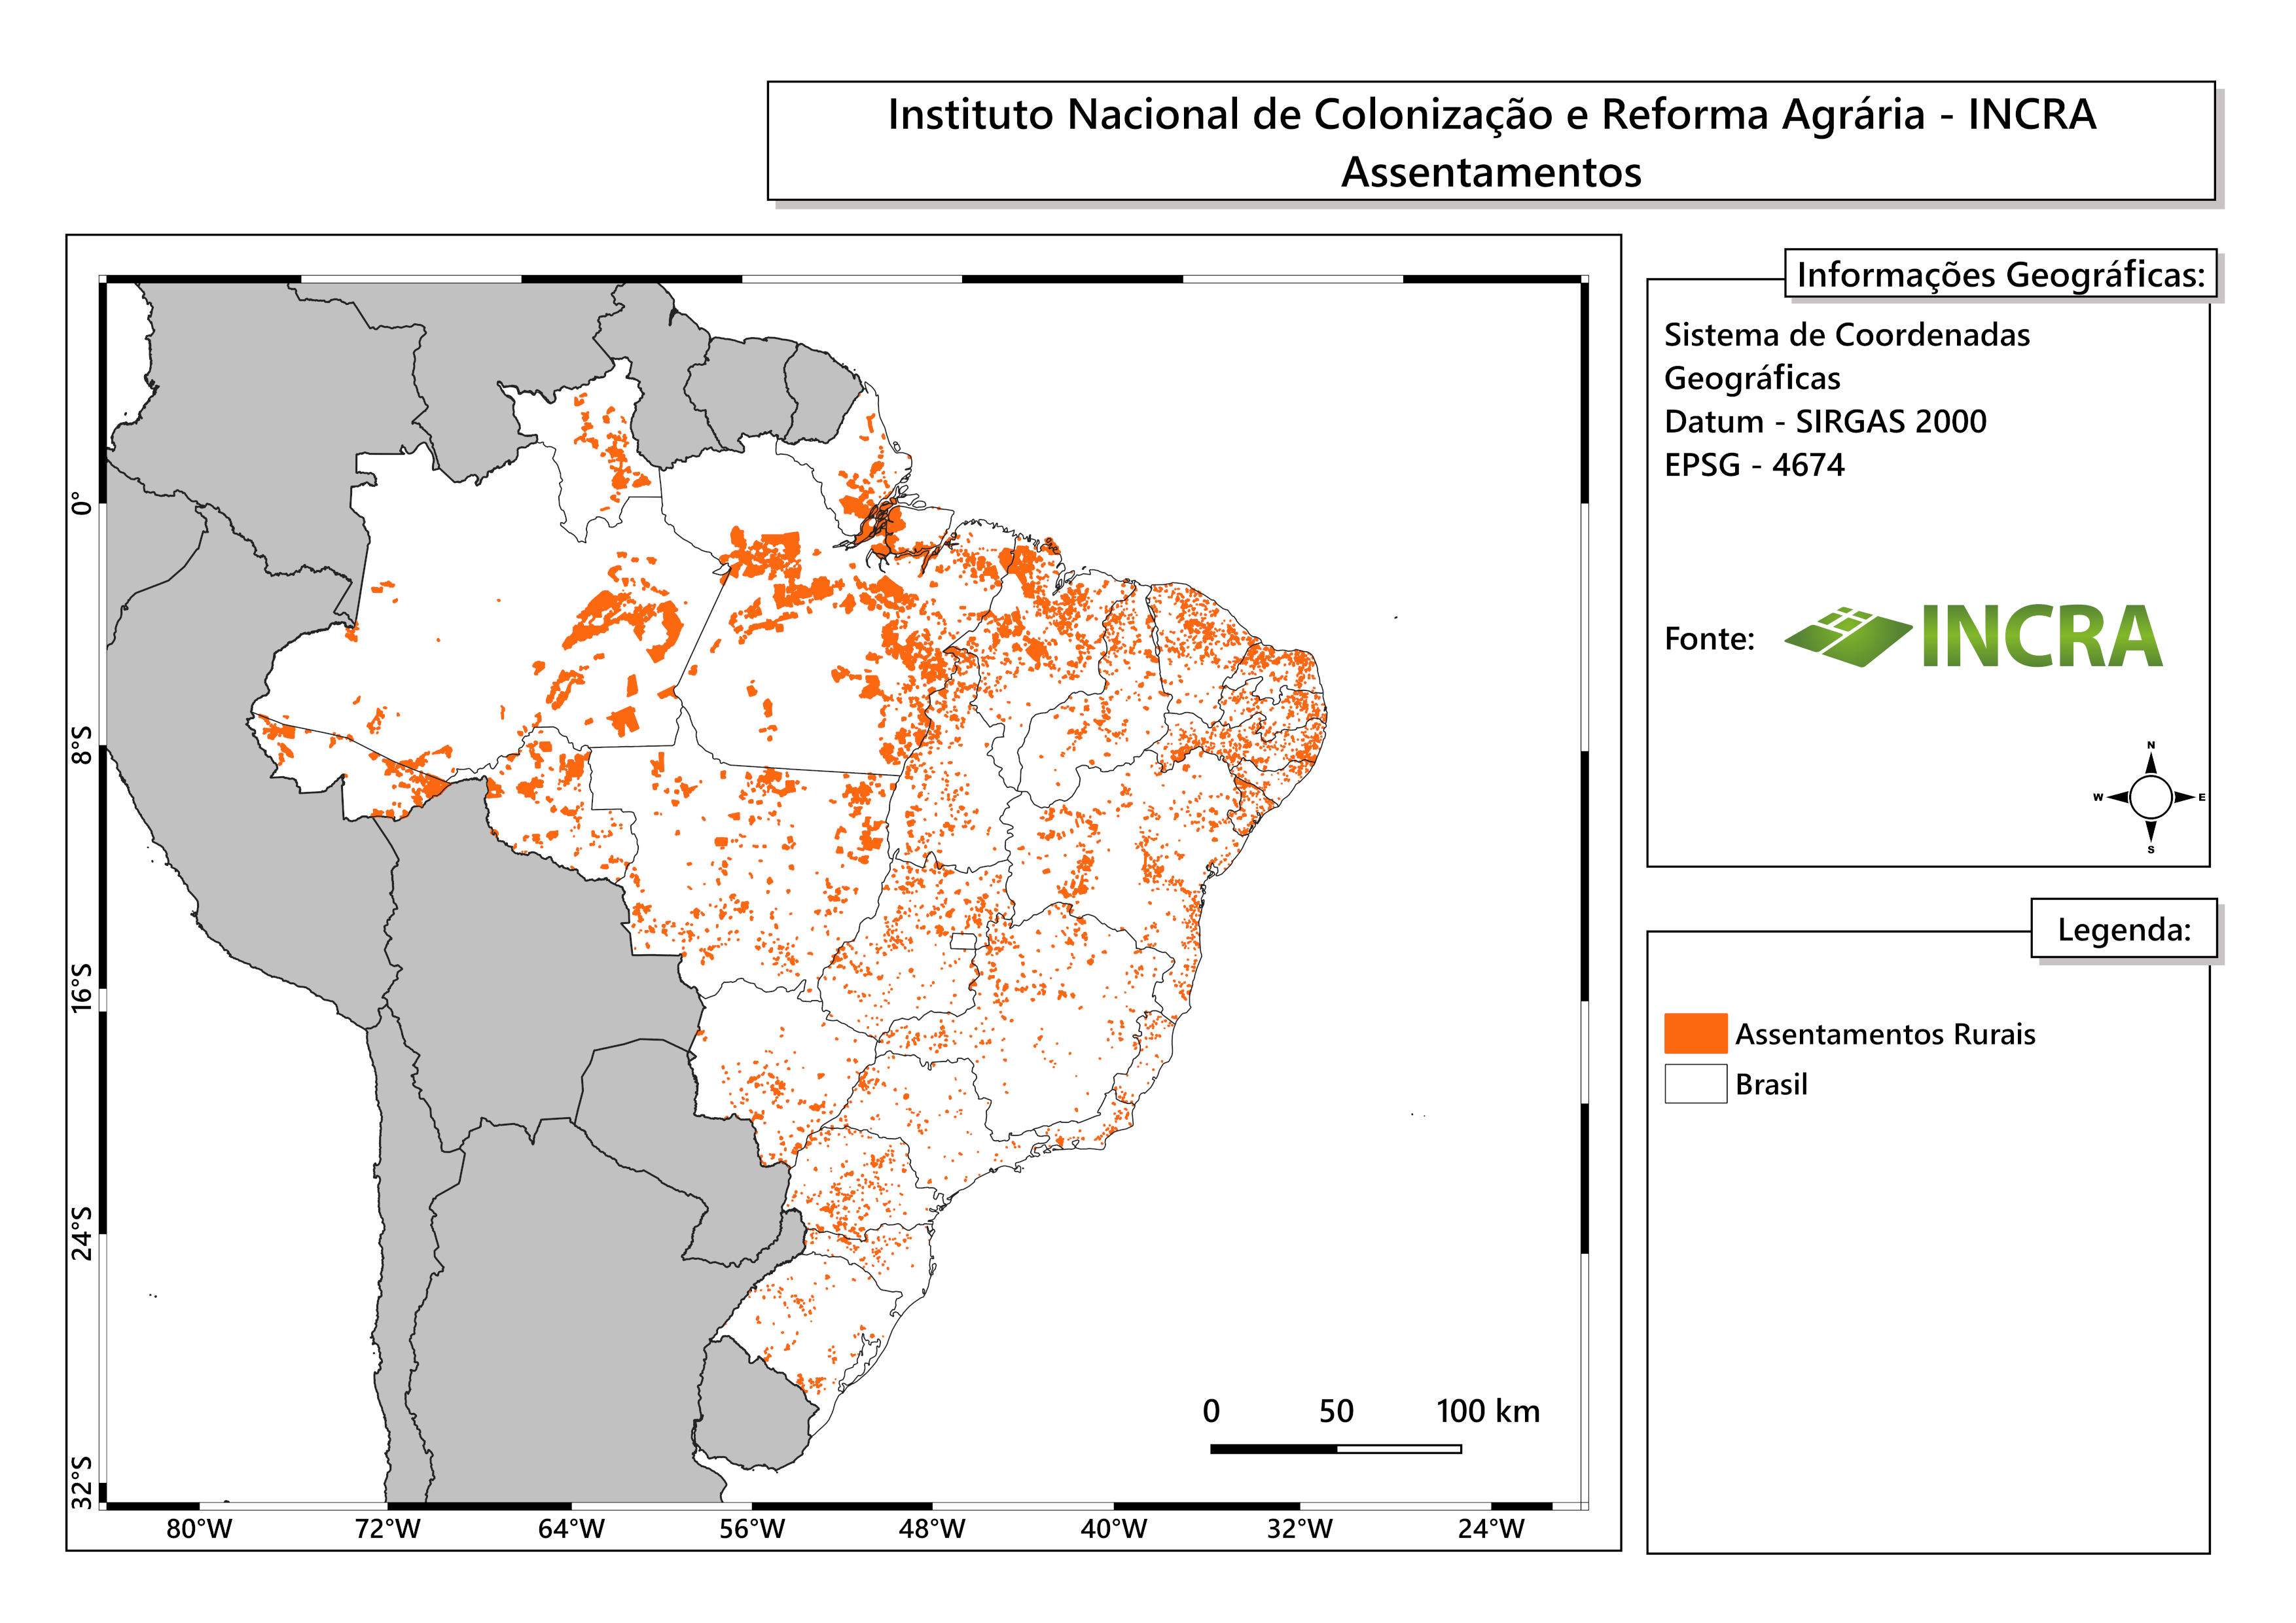 Instituto Nacional de Colonização e Reforma Agrária - INCRA
Assentamentos
Informações Geográficas:
Sistema de Coordenadas
Geográficas
Datum - SIRGAS 2000
EPSG - 4674
Fonte: INCRA
N
W E
S
Legenda:
Assentamentos Rurais
Brasil
0°
8°S
16°S
24°S
32°S
0 50 100 km
80°W 72°W 64°W 56°W 48°W 40°W 32°W 24°W